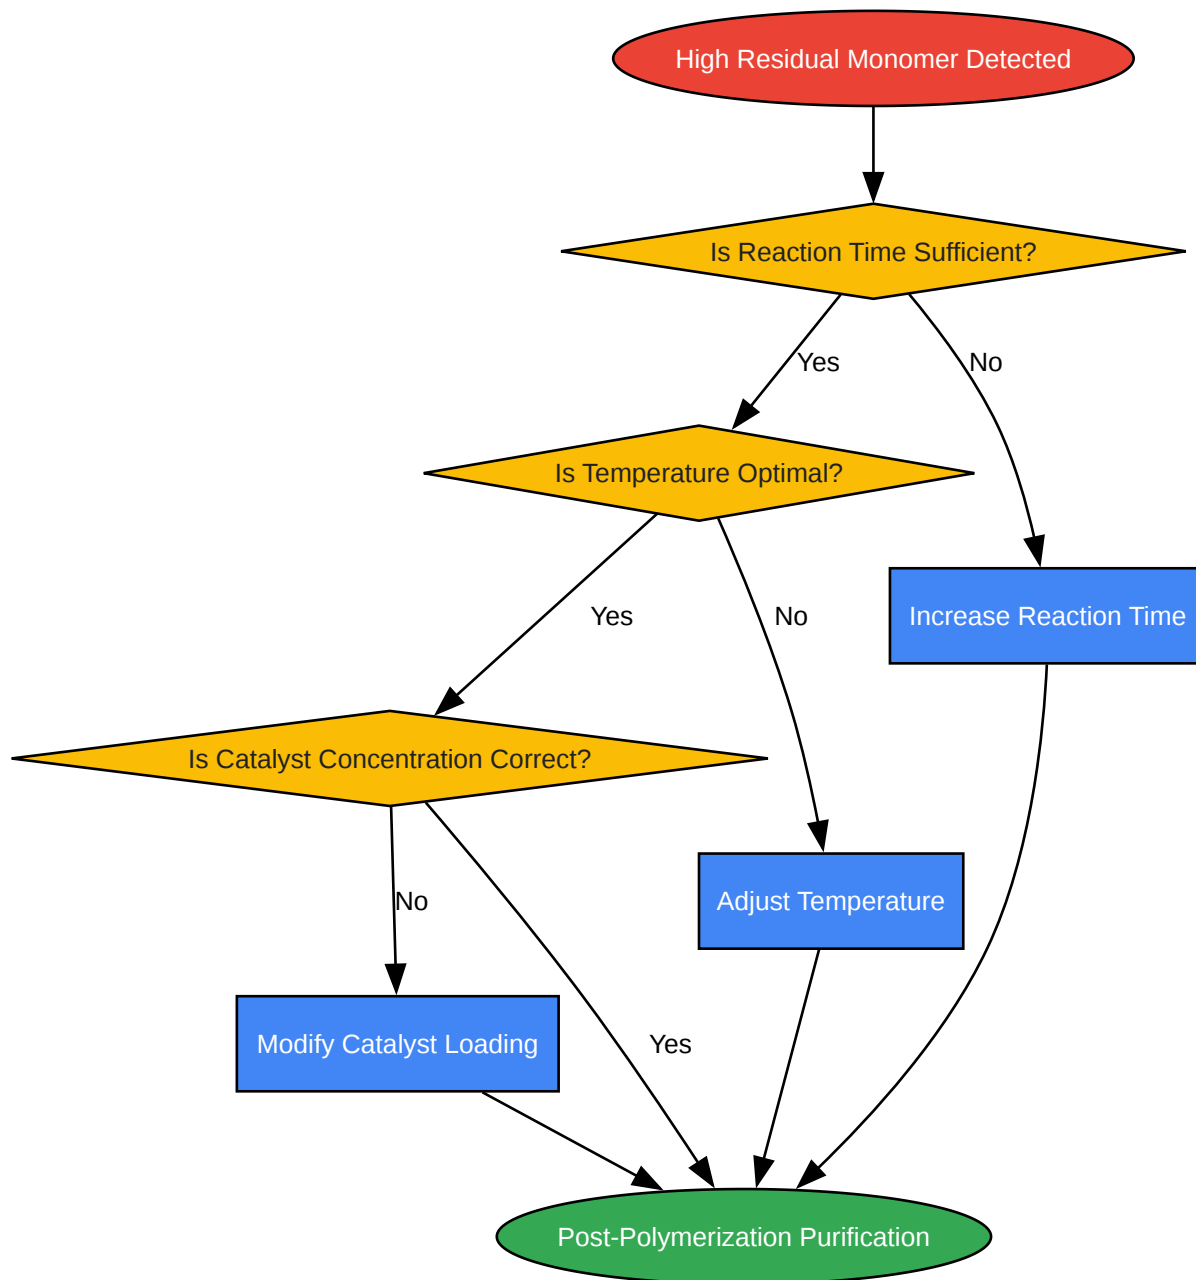 High Residual Monomer Detected
Is Reaction Time Sufficient?
Yes
No
Is Temperature Optimal?
Yes
No
Increase Reaction Time
Is Catalyst Concentration Correct?
No
Adjust Temperature
Modify Catalyst Loading
Yes
Post-Polymerization Purification